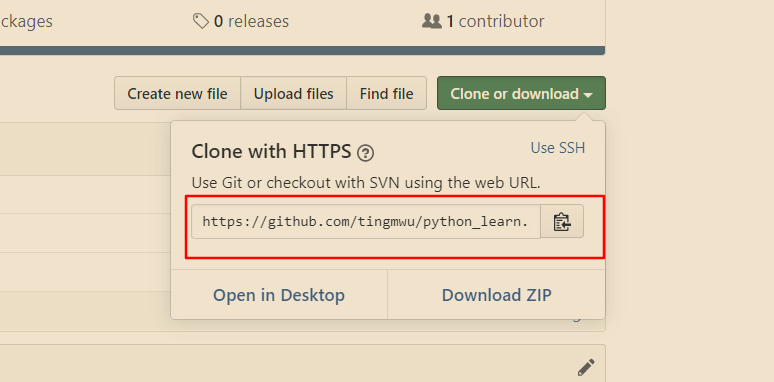 ckages
0 releases
1 contributor
Create new file
Upload files
Find file
Clone or download
Clone with HTTPS
Use SSH
Use Git or checkout with SVN using the web URL.
https://github.com/tingmwu/python_learn.
Open in Desktop
Download ZIP